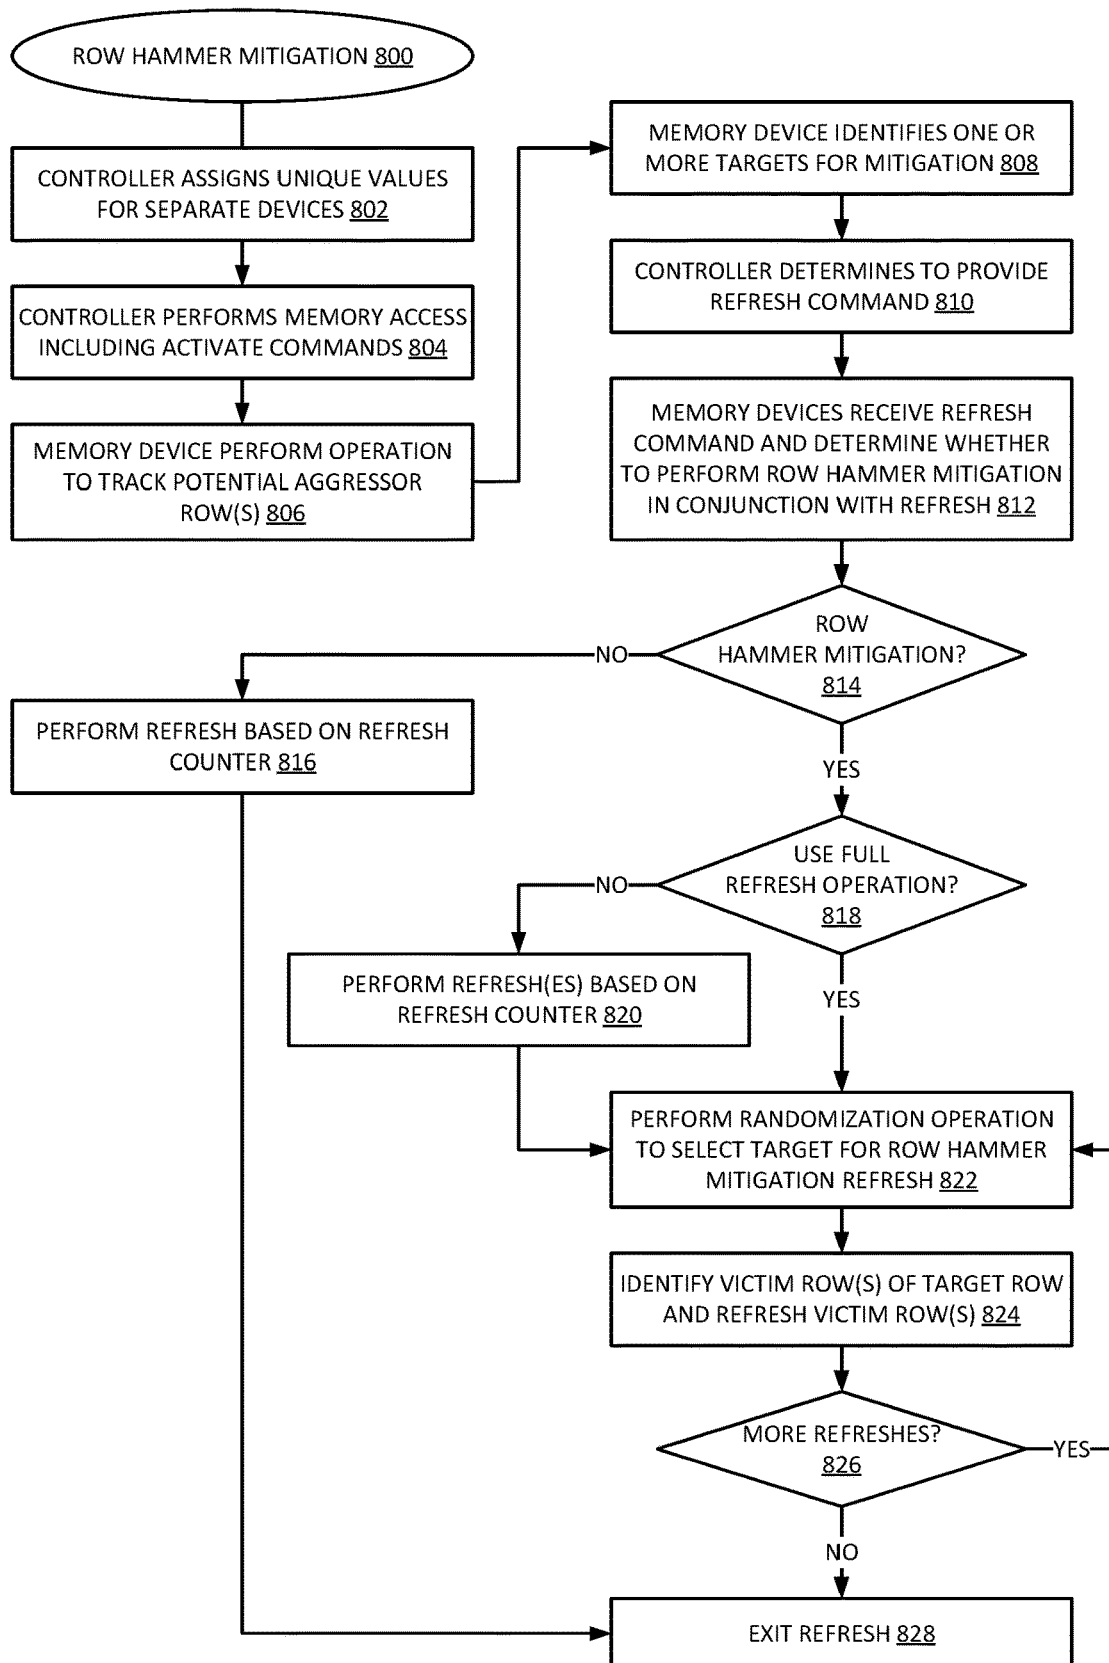 ROW HAMMER MITIGATION 800
CONTROLLER ASSIGNS UNIQUE VALUES
FOR SEPARATE DEVICES 802
CONTROLLER PERFORMS MEMORY ACCESS
INCLUDING ACTIVATE COMMANDS 804
MEMORY DEVICE PERFORM OPERATION
TO TRACK POTENTIAL AGGRESSOR
ROW(S) 806
MEMORY DEVICE IDENTIFIES ONE OR
MORE TARGETS FOR MITIGATION 808
CONTROLLER DETERMINES TO PROVIDE
REFRESH COMMAND 810
MEMORY DEVICES RECEIVE REFRESH
COMMAND AND DETERMINE WHETHER
TO PERFORM ROW HAMMER MITIGATION
IN CONJUNCTION WITH REFRESH 812
ROW
HAMMER MITIGATION?
814
NO
PERFORM REFRESH BASED ON REFRESH
COUNTER 816
YES
USE FULL
REFRESH OPERATION?
818
NO
PERFORM REFRESH(ES) BASED ON
REFRESH COUNTER 820
YES
PERFORM RANDOMIZATION OPERATION
TO SELECT TARGET FOR ROW HAMMER
MITIGATION REFRESH 822
IDENTIFY VICTIM ROW(S) OF TARGET ROW
AND REFRESH VICTIM ROW(S) 824
MORE REFRESHES?
826
YES
NO
EXIT REFRESH 828